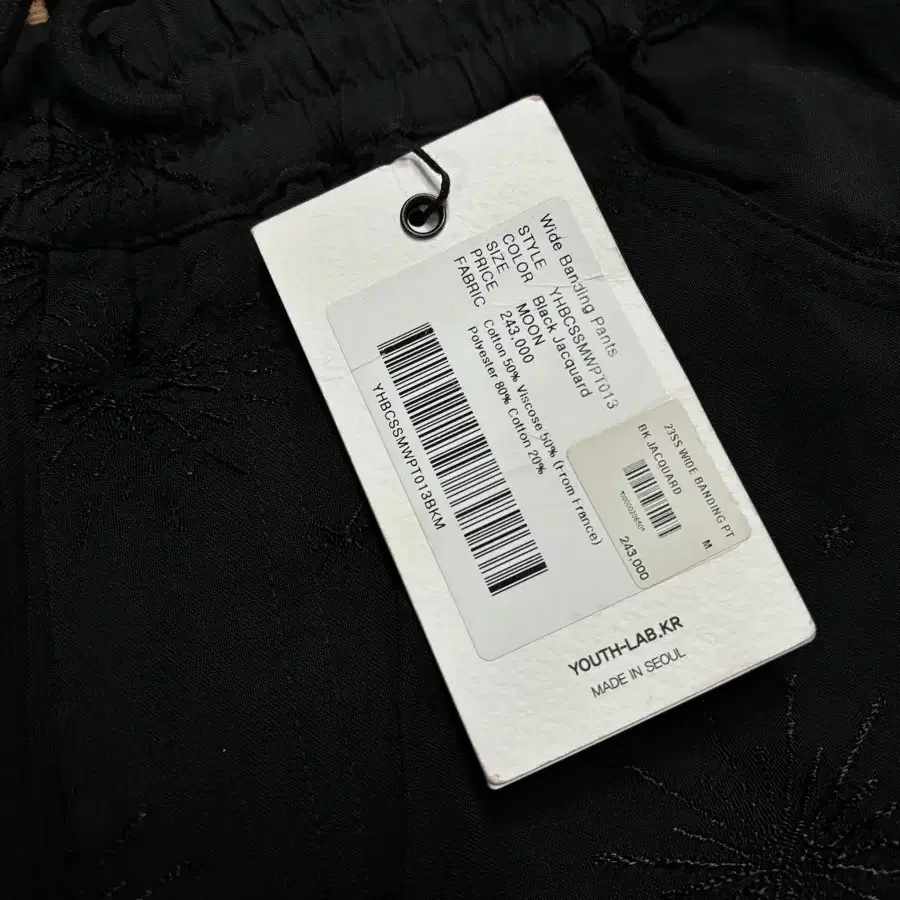 Wide Banding Pants
STYLE YHBCSSMWPT013
COLOR Black Jacquard
SIZE MOON
PRICE 243,000
FABRIC Cotton 50% Viscose 50% (From France)
Polyester 80% Cotton 20%
YHBCSSMWPT013BKM
23SS WIDE BANDING PT
BK JACQUARD M
243,000
YOUTH-LAB.KR
MADE IN SEOUL